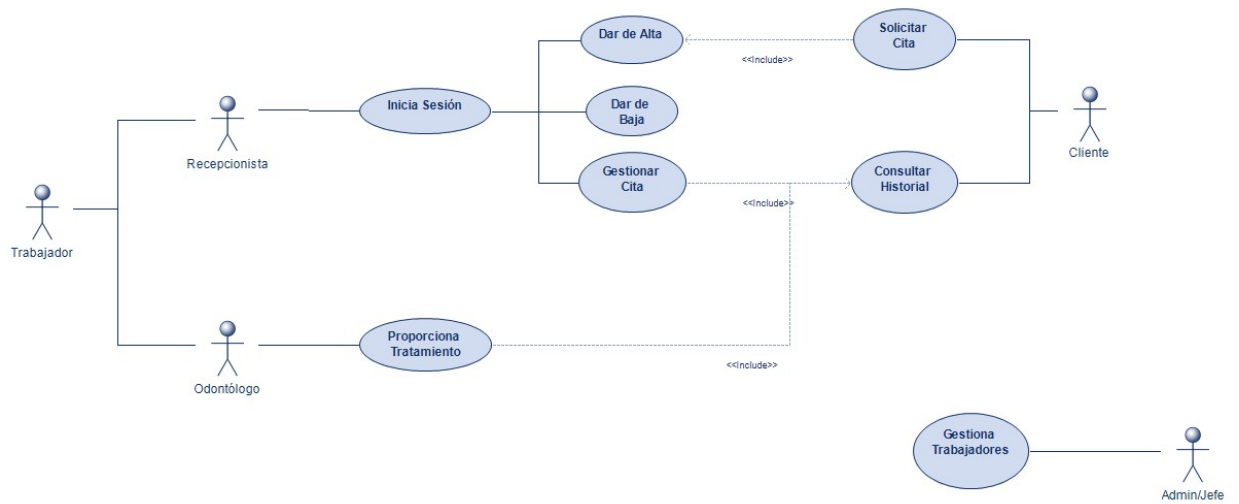 Dar de Alta
Solicitar
Cita
<<Include>>
Inicia Sesión
Dar de
Baja
Recepcionista
Cliente
Gestionar
Cita
Consultar
Historial
<<Include>>
Trabajador
Proporciona
Tratamiento
<<Include>>
Odontólogo
Gestiona
Trabajadores
Admin/Jefe